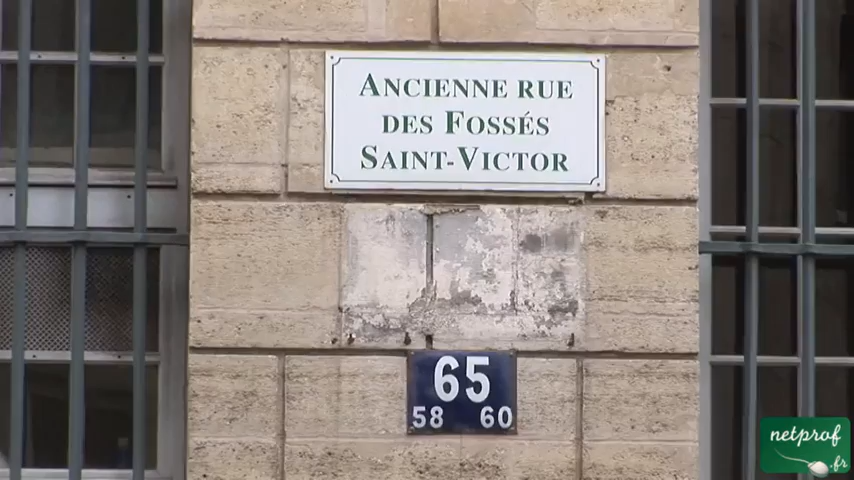 ANCIENNE RUE
DES FOSSÉS
SAINT-VICTOR
65
58 60
netprof
.fr